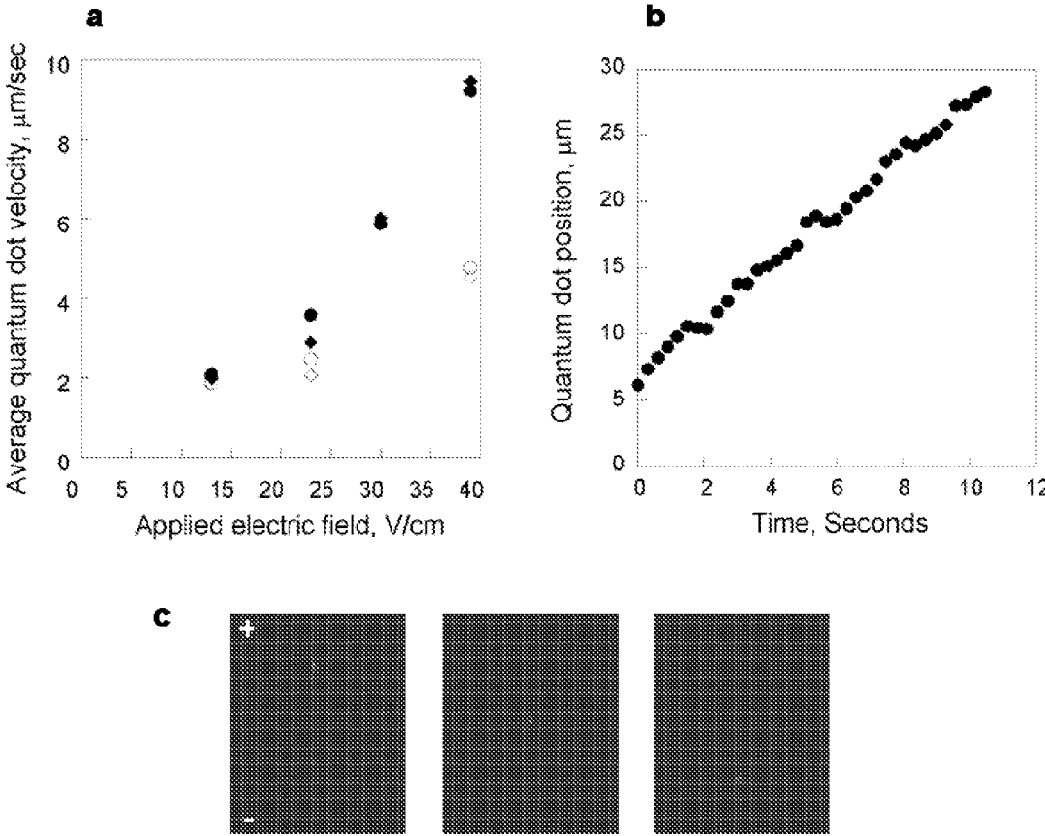 a
Average quantum dot velocity, μm/sec
10
8
6
4
2
0
0 5 10 15 20 25 30 35 40
Applied electric field, V/cm
b
Quantum dot position, μm
30
25
20
15
10
5
0
0 2 4 6 8 10 12
Time, Seconds
c
+
-